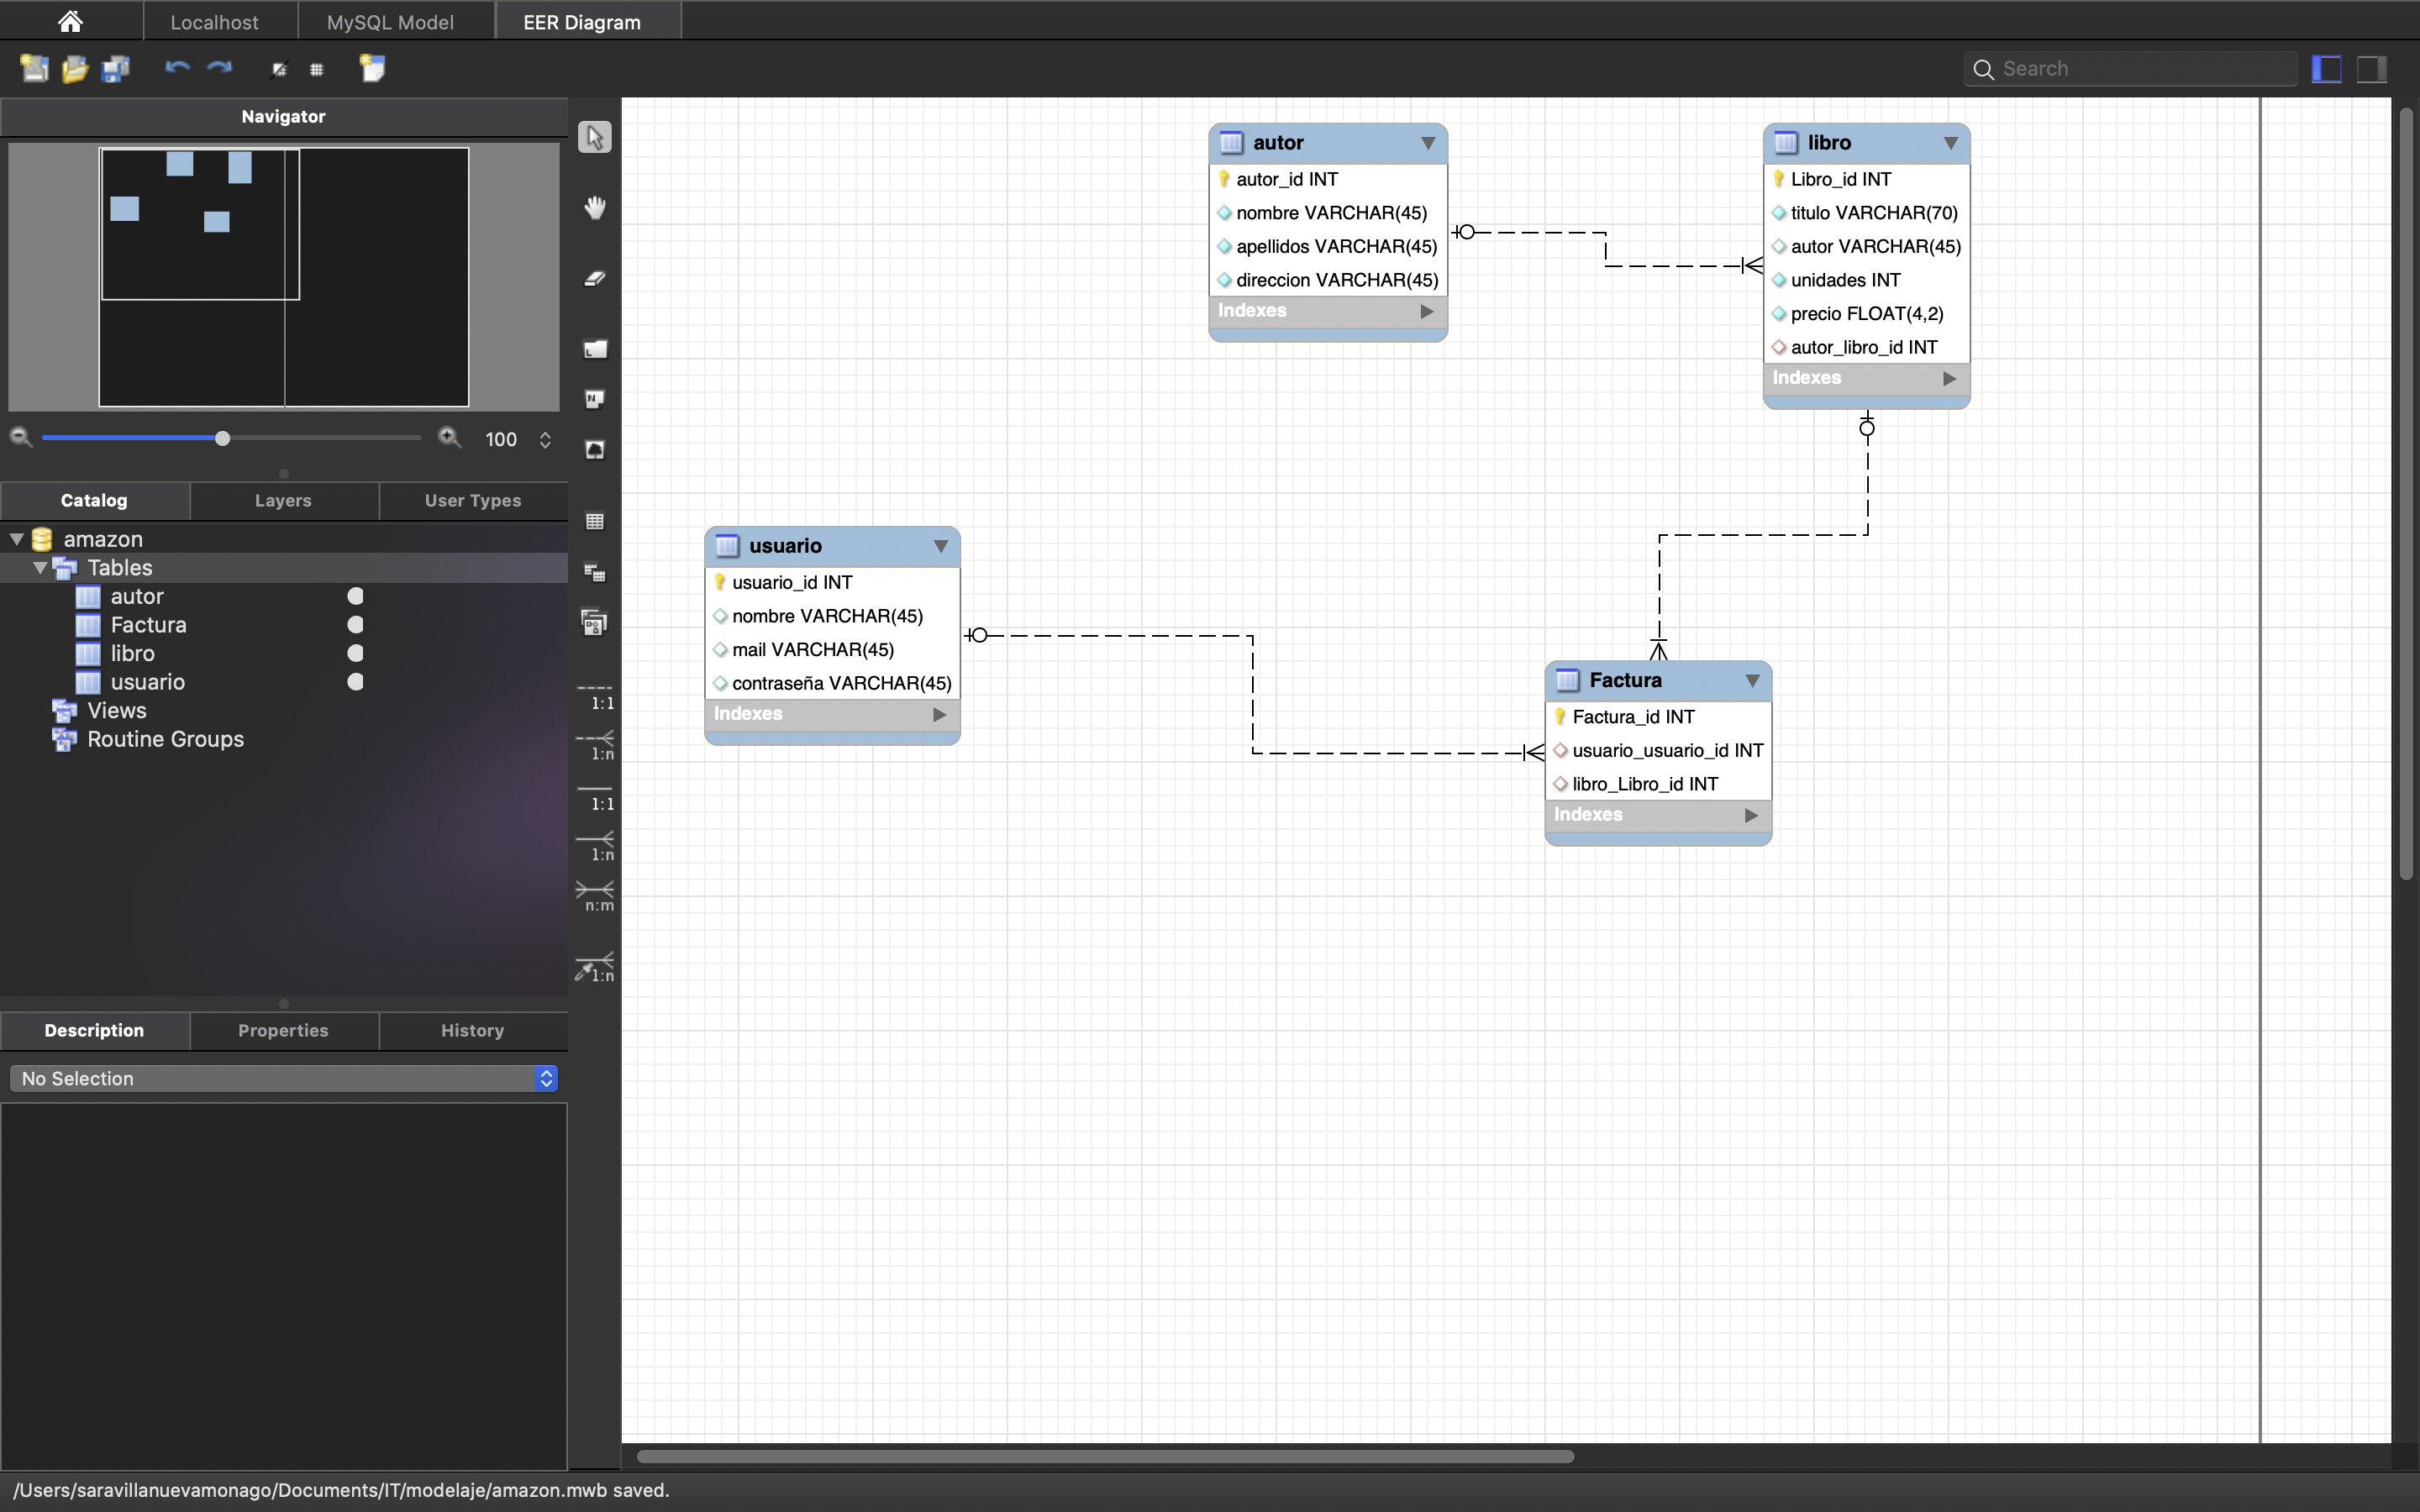 Localhost
MySQL Model
EER Diagram
Search
Navigator
100
Catalog
Layers
User Types
amazon
Tables
autor
Factura
libro
usuario
Views
Routine Groups
Description
Properties
History
No Selection
L
N
1:1
1:n
1:1
1:n
n:m
1:n
autor
autor_id INT
nombre VARCHAR(45)
apellidos VARCHAR(45)
direccion VARCHAR(45)
Indexes
libro
Libro_id INT
titulo VARCHAR(70)
autor VARCHAR(45)
unidades INT
precio FLOAT(4,2)
autor_libro_id INT
Indexes
usuario
usuario_id INT
nombre VARCHAR(45)
mail VARCHAR(45)
contraseña VARCHAR(45)
Indexes
Factura
Factura_id INT
usuario_usuario_id INT
libro_Libro_id INT
Indexes
/Users/saravillanuevamonago/Documents/IT/modelaje/amazon.mwb saved.